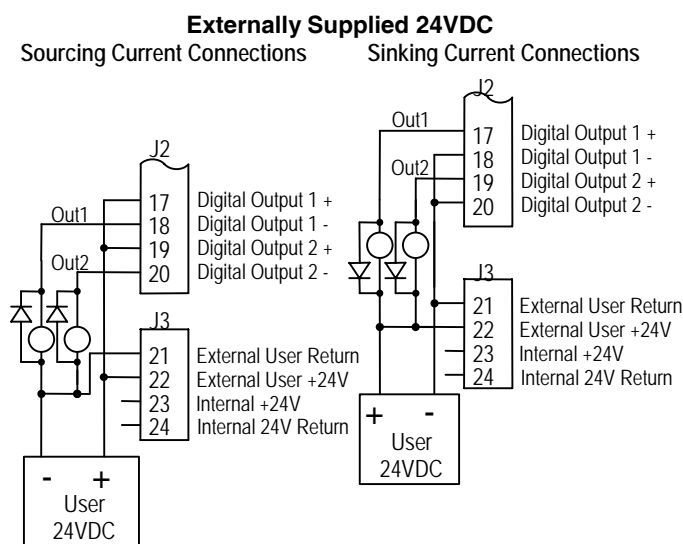 Externally Supplied 24VDC
Sourcing Current Connections
Sinking Current Connections
J2
Out1
Out2
17 Digital Output 1 +
18 Digital Output 1 -
19 Digital Output 2 +
20 Digital Output 2 -
J3
21 External User Return
22 External User +24V
23 Internal +24V
24 Internal 24V Return
- +
User
24VDC
J2
Out1
Out2
17 Digital Output 1 +
18 Digital Output 1 -
19 Digital Output 2 +
20 Digital Output 2 -
J3
21 External User Return
22 External User +24V
23 Internal +24V
24 Internal 24V Return
+ -
User
24VDC